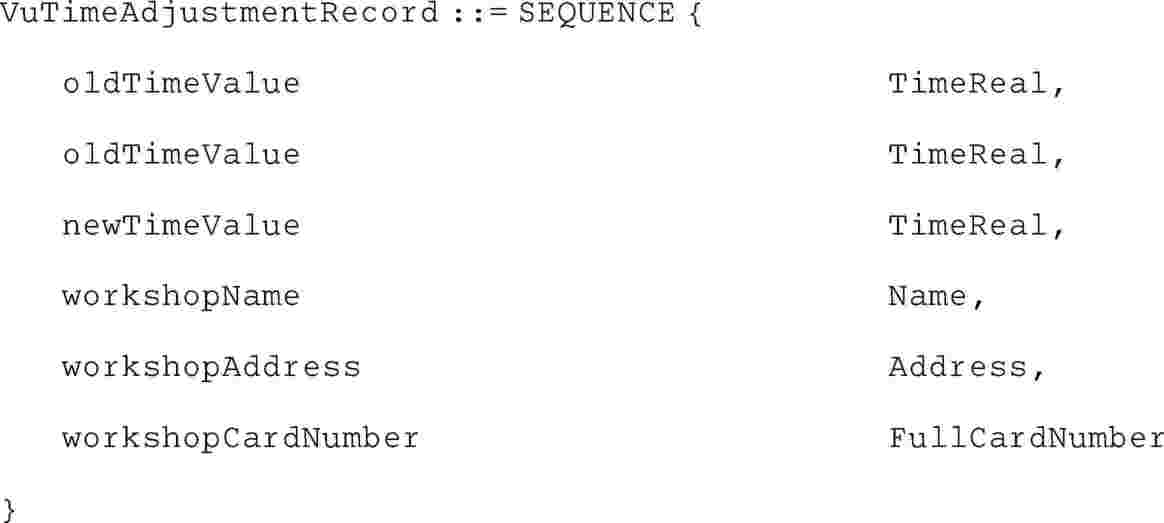 VuTimeAdjustmentRecord ::= SEQUENCE {
oldTimeValue TimeReal,
oldTimeValue TimeReal,
newTimeValue TimeReal,
workshopName Name,
workshopAddress Address,
workshopCardNumber FullCardNumber
}